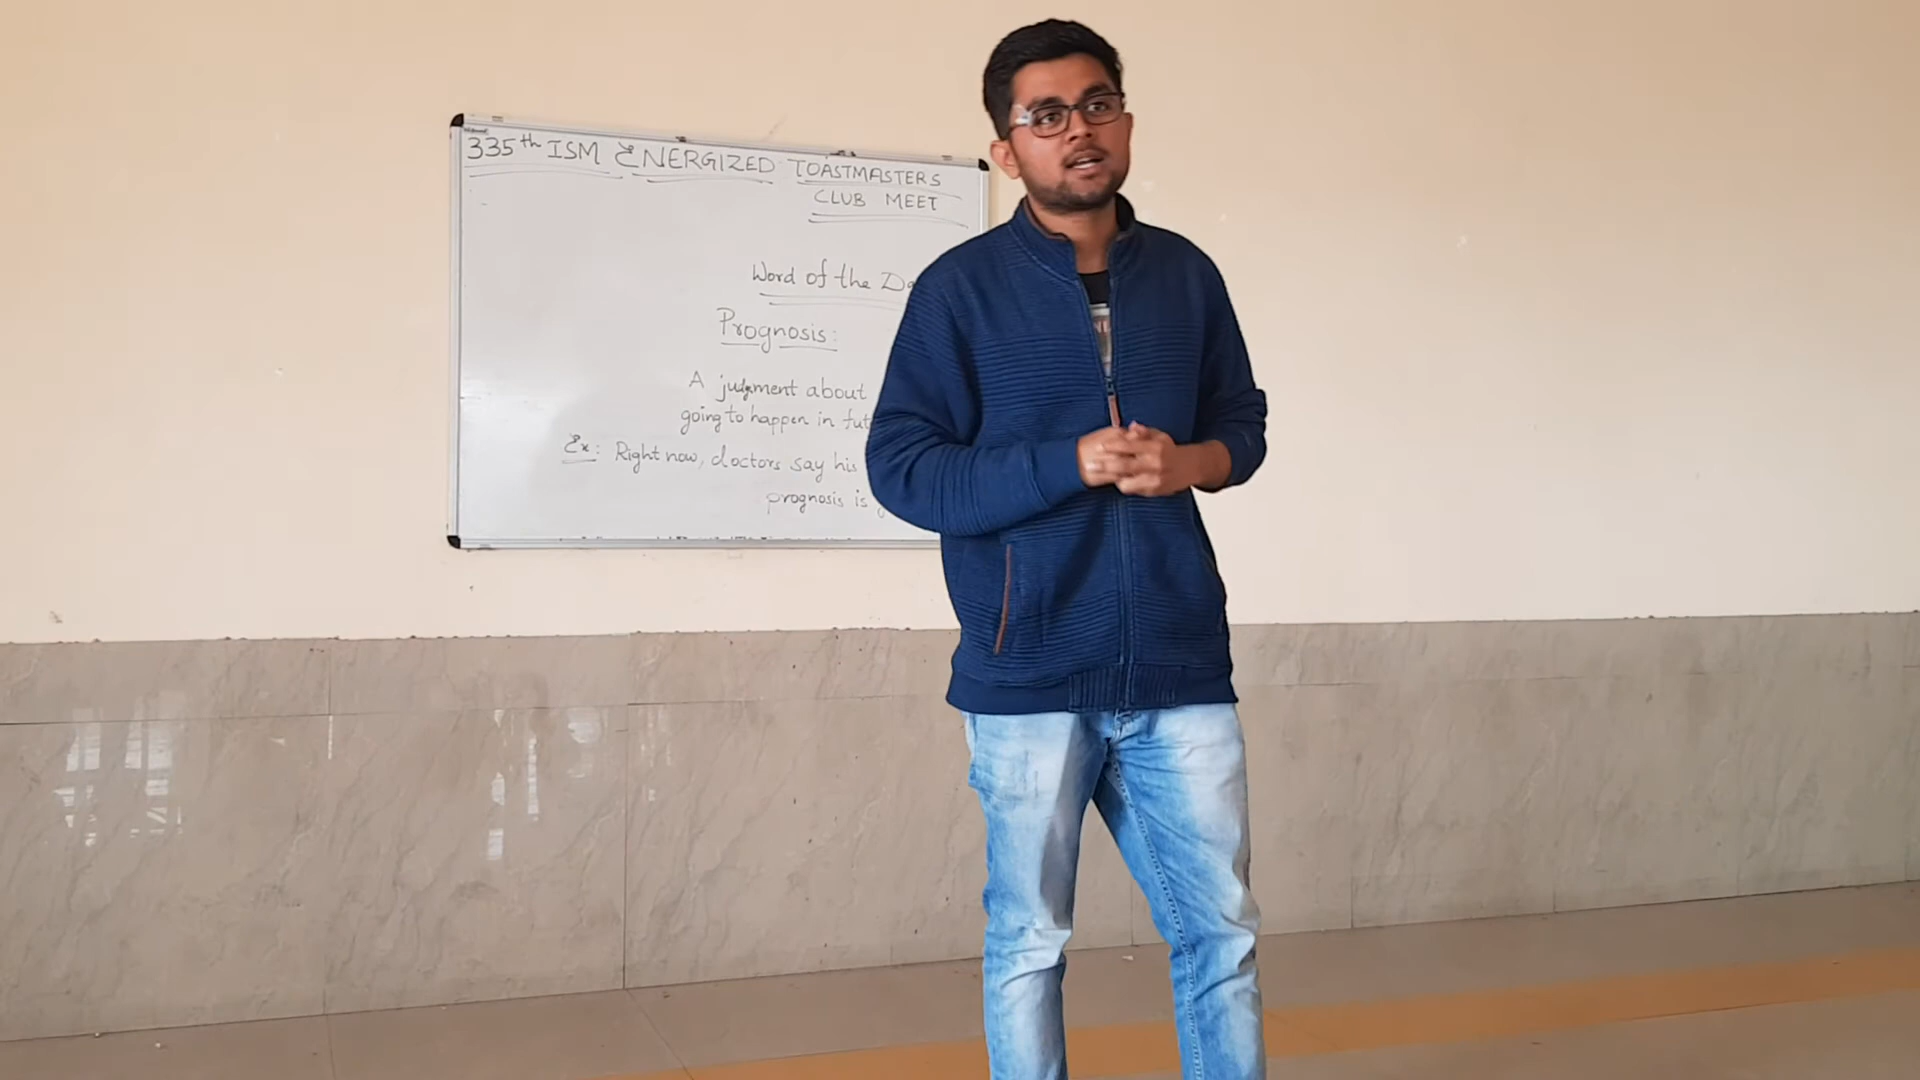 335th ISM ENERGIZED TOASTMASTERS
CLUB MEET
Word of the
Prognosis:
A judgment about
going to happen in
Ex: Right now, doctors say his
prognosis is